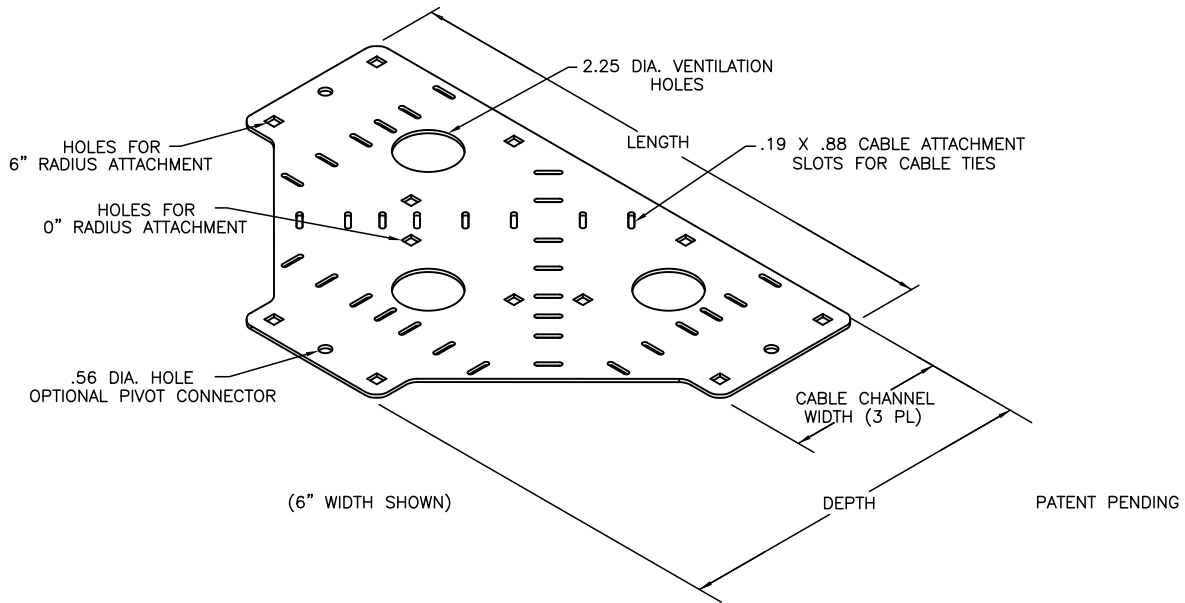 2.25 DIA. VENTILATION
HOLES
LENGTH
.19 X .88 CABLE ATTACHMENT
SLOTS FOR CABLE TIES
HOLES FOR
6” RADIUS ATTACHMENT
HOLES FOR
0” RADIUS ATTACHMENT
.56 DIA. HOLE
OPTIONAL PIVOT CONNECTOR
CABLE CHANNEL
WIDTH (3 PL)
(6” WIDTH SHOWN)
DEPTH
PATENT PENDING